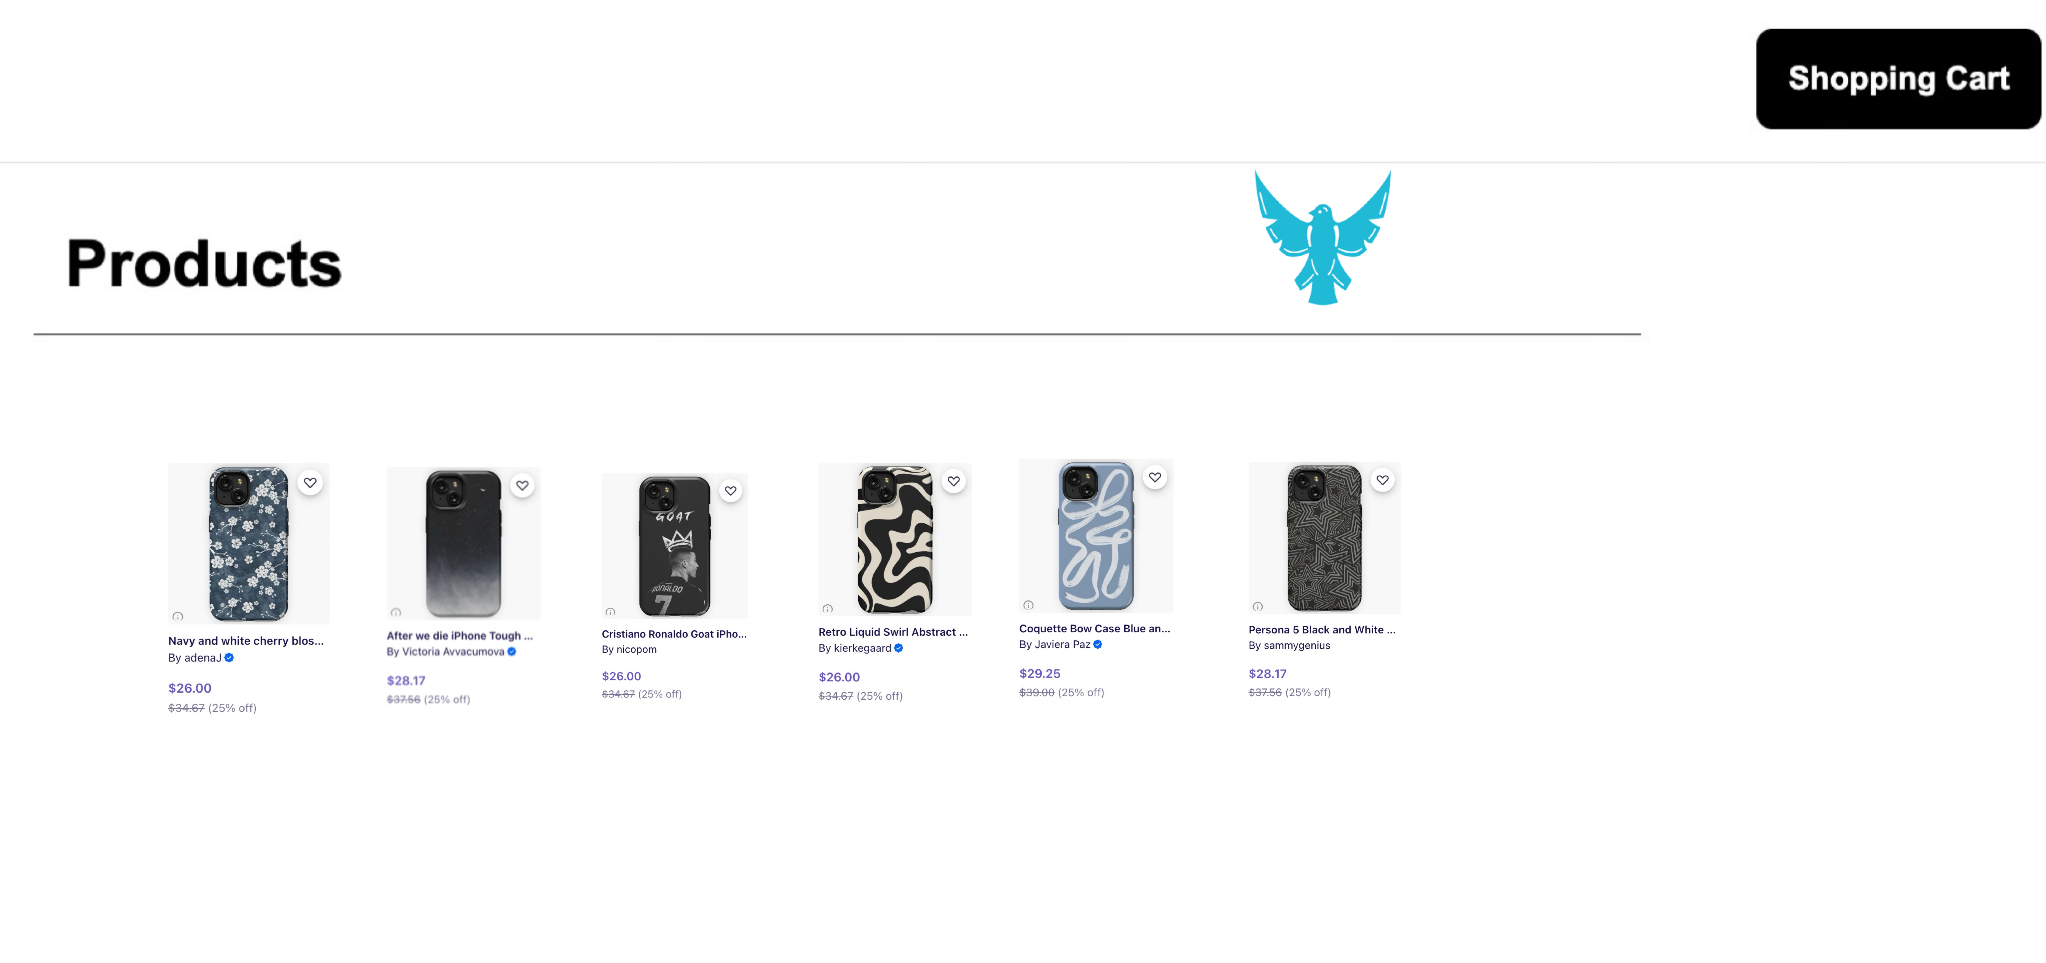 Shopping Cart
Products
GOAT
RONALDO
7
Navy and white cherry blos...
By adenaJ
$26.00
$34.67 (25% off)
After we die iPhone Tough ...
By Victoria Avvacumova
$28.17
$37.56 (25% off)
Cristiano Ronaldo Goat iPho...
By nicopom
$26.00
$34.67 (25% off)
Retro Liquid Swirl Abstract ...
By kierkegaard
$26.00
$34.67 (25% off)
Coquette Bow Case Blue an...
By Javiera Paz
$29.25
$39.00 (25% off)
Persona 5 Black and White ...
By sammygenius
$28.17
$37.56 (25% off)